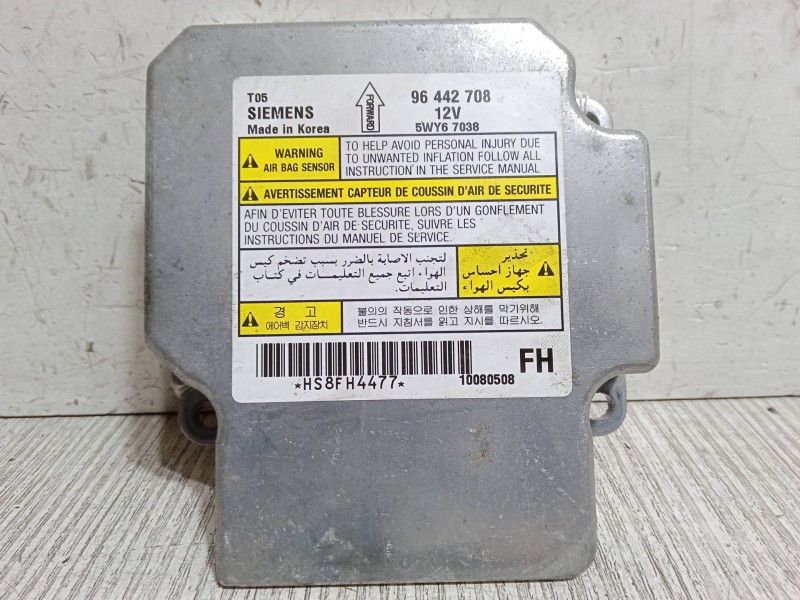 T05
SIEMENS
Made in Korea
FORWARD
96 442 708
12V
5WY6 7038
WARNING
AIR BAG SENSOR
TO HELP AVOID PERSONAL INJURY DUE
TO UNWANTED INFLATION FOLLOW ALL
INSTRUCTION IN THE SERVICE MANUAL
AVERTISSEMENT CAPTEUR DE COUSSIN D'AIR DE SECURITE
AFIN D'EVITER TOUTE BLESSURE LORS D'UN GONFLEMENT
DU COUSSIN D'AIR DE SECURITE, SUIVRE LES
INSTRUCTIONS DU MANUEL DE SERVICE.
تحذير
جهاز احساس
بكيس الهواء
لتجنب الاصابة بالضرر بسبب تضخم كيس
الهواء اتبع جميع التعليمات في كتاب
التعليمات.
경 고
에어백 감지장치
불의의 작동으로 인한 상해를 막기위해
반드시 지침서를 읽고 지시를 따르시오.
*HS8FH4477*
FH
10080508